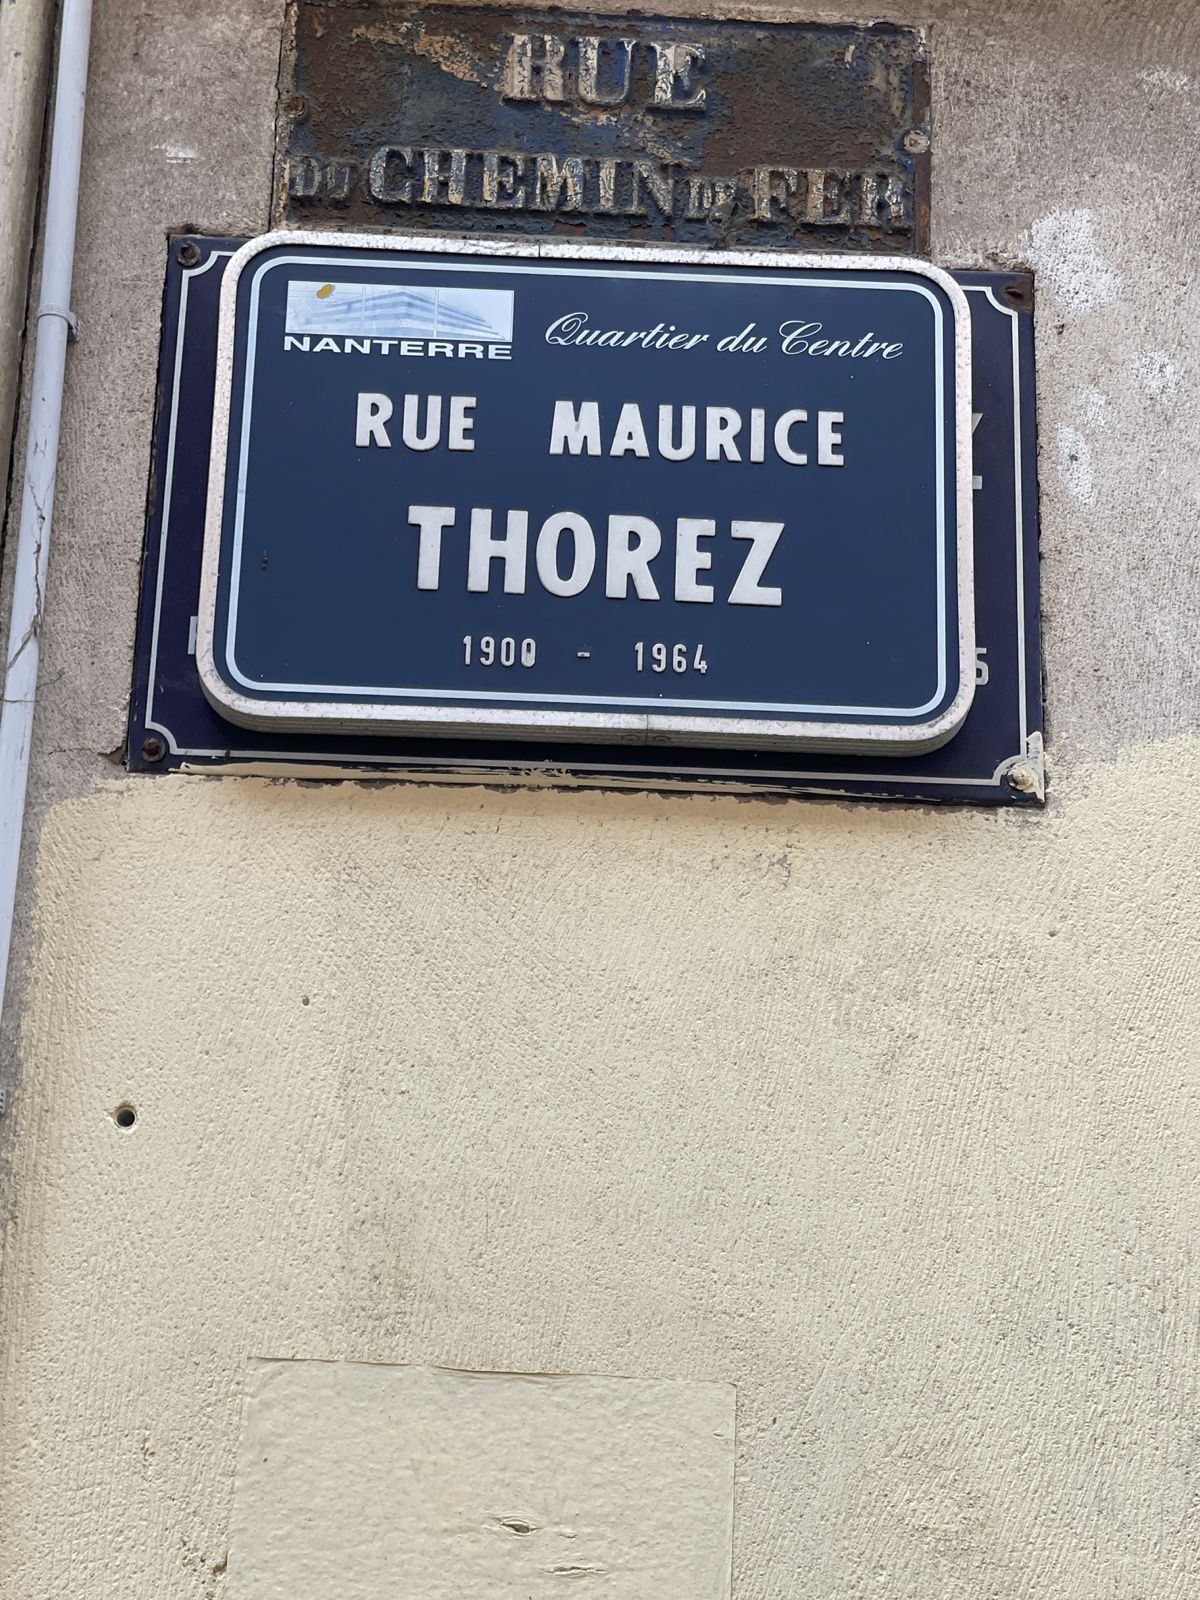 RUE
DU CHEMIN DE FER
NANTERRE
Quartier du Centre
RUE MAURICE
THOREZ
1900 - 1964